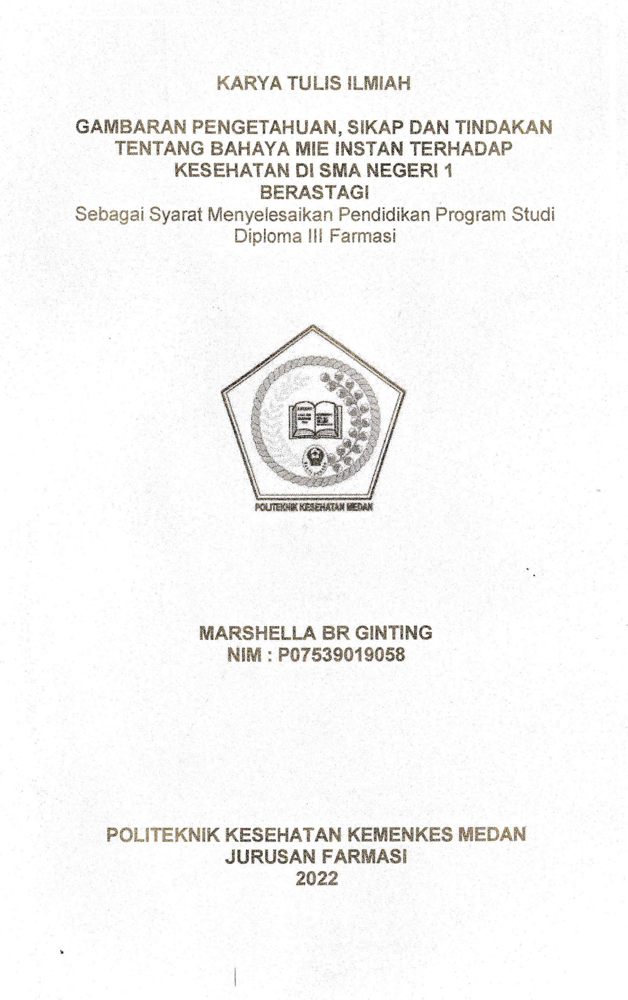 KARYA TULIS ILMIAH
GAMBARAN PENGETAHUAN, SIKAP DAN TINDAKAN
TENTANG BAHAYA MIE INSTAN TERHADAP
KESEHATAN DI SMA NEGERI 1
BERASTAGI
Sebagai Syarat Menyelesaikan Pendidikan Program Studi
Diploma III Farmasi
POLITEKNIK KESEHATAN MEDAN
MARSHELLA BR GINTING
NIM : P07539019058
POLITEKNIK KESEHATAN KEMENKES MEDAN
JURUSAN FARMASI
2022